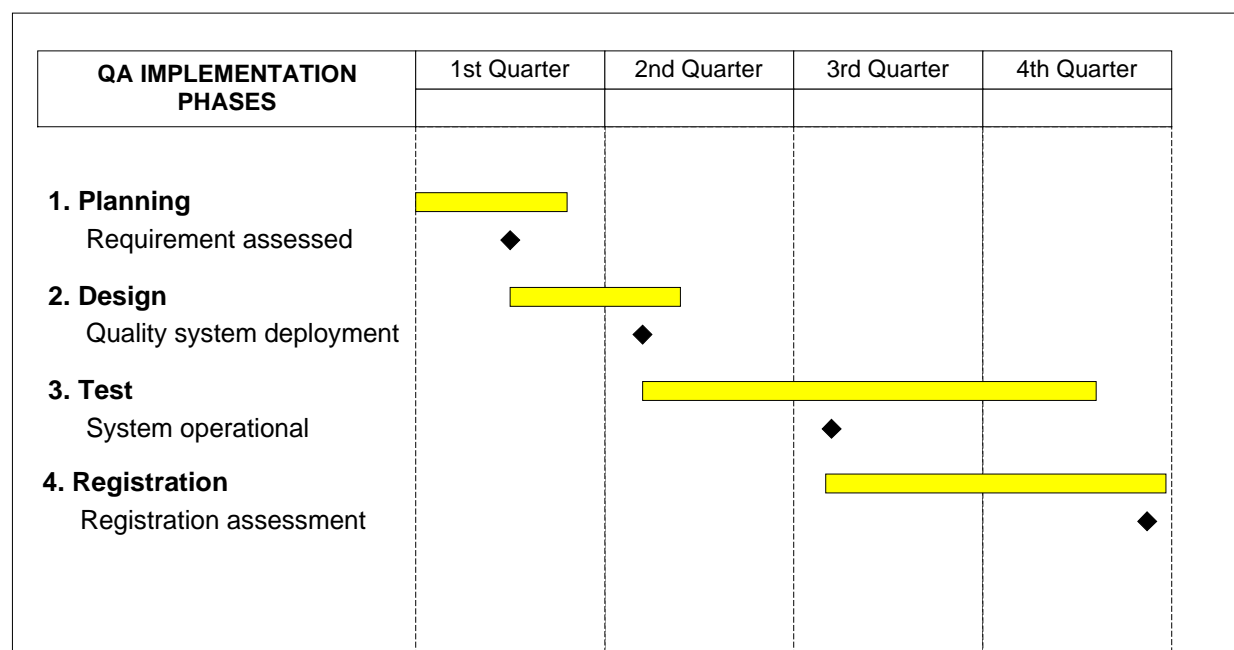 QA IMPLEMENTATION
PHASES
1st Quarter
2nd Quarter
3rd Quarter
4th Quarter
1. Planning
Requirement assessed
2. Design
Quality system deployment
3. Test
System operational
4. Registration
Registration assessment